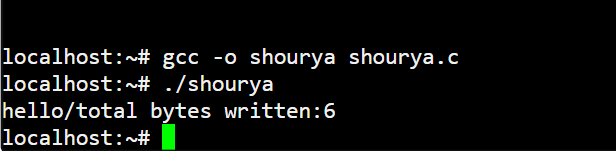 localhost:~# gcc -o shourya shourya.c
localhost:~# ./shourya
hello/total bytes written:6
localhost:~#